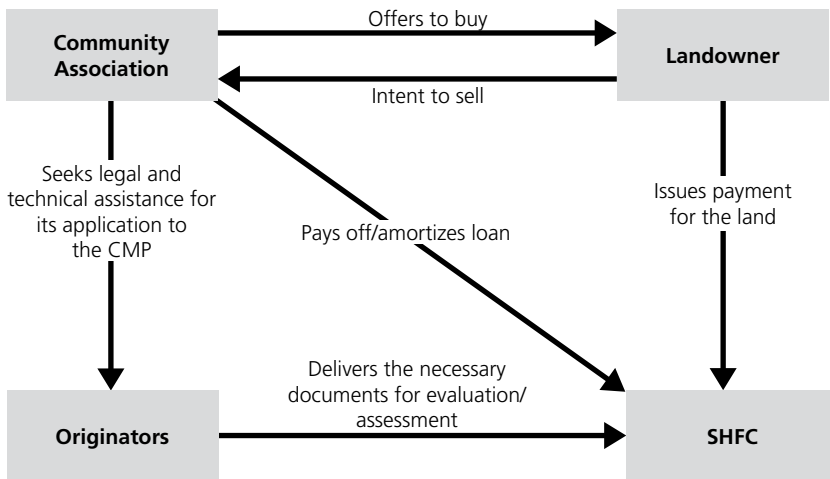 Community
Association
Offers to buy
Landowner
Intent to sell
Seeks legal and
technical assistance for
its application to
the CMP
Issues payment
for the land
Pays off/amortizes loan
Delivers the necessary
documents for evaluation/
assessment
Originators
SHFC